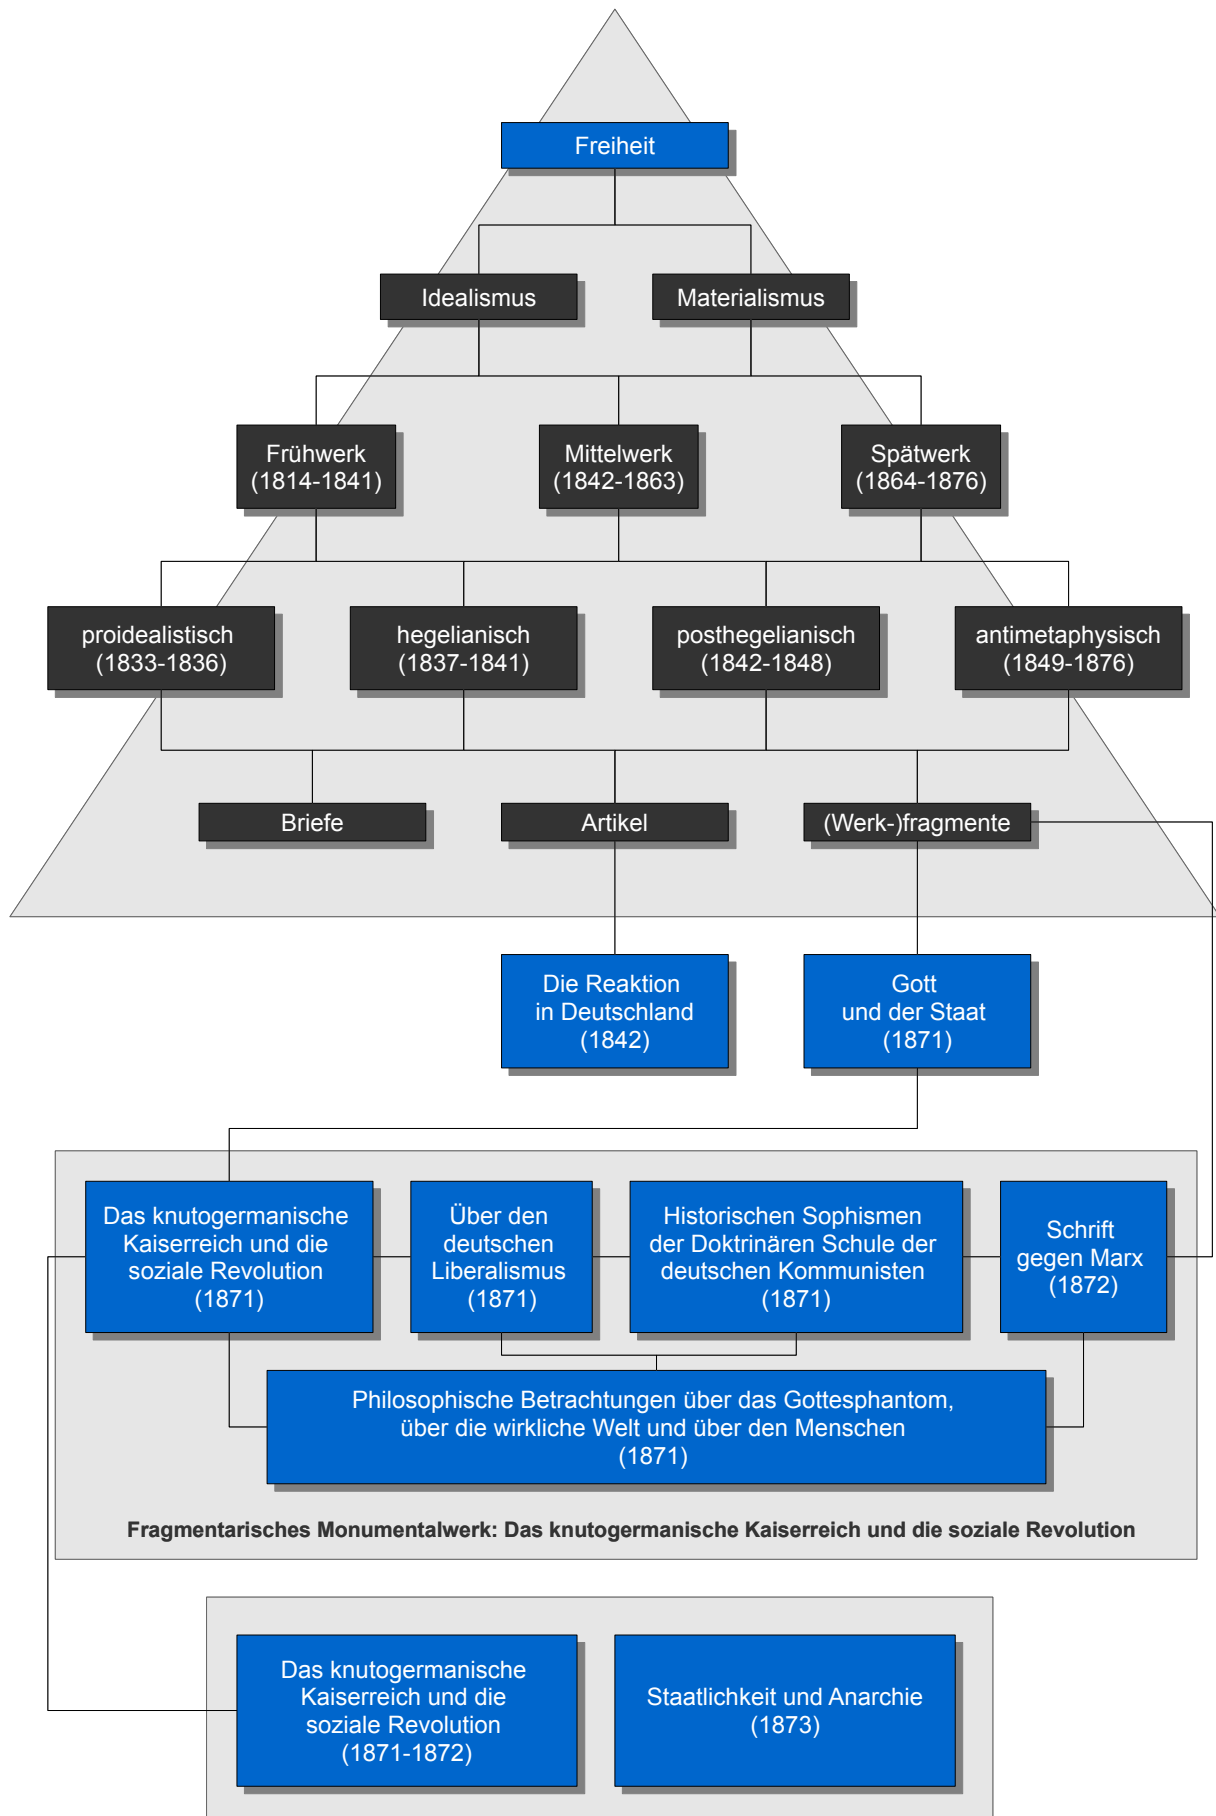 Freiheit
Idealismus
Materialismus
Frühwerk
(1814-1841)
Mittelwerk
(1842-1863)
Spätwerk
(1864-1876)
proidealistisch
(1833-1836)
hegelianisch
(1837-1841)
posthegelianisch
(1842-1848)
antimetaphysisch
(1849-1876)
Briefe
Artikel
(Werk-)fragmente
Die Reaktion
in Deutschland
(1842)
Gott
und der Staat
(1871)
Das knutogermanische
Kaiserreich und die
soziale Revolution
(1871)
Über den
deutschen
Liberalismus
(1871)
Historischen Sophismen
der Doktrinären Schule der
deutschen Kommunisten
(1871)
Schrift
gegen Marx
(1872)
Philosophische Betrachtungen über das Gottesphantom,
über die wirkliche Welt und über den Menschen
(1871)
Fragmentarisches Monumentalwerk: Das knutogermanische Kaiserreich und die soziale Revolution
Das knutogermanische
Kaiserreich und die
soziale Revolution
(1871-1872)
Staatlichkeit und Anarchie
(1873)